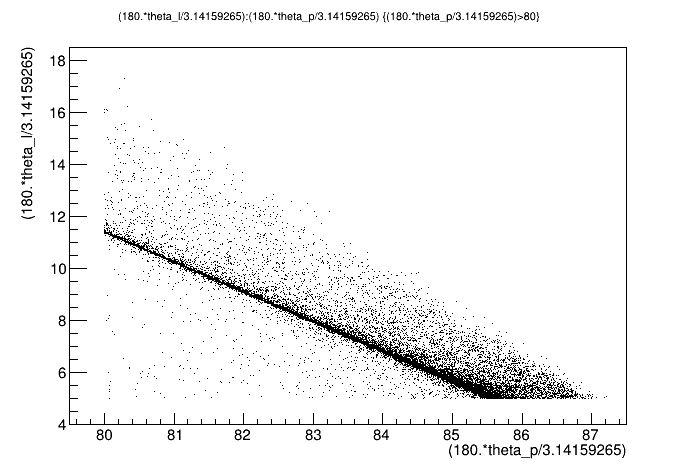 (180.*theta_l/3.14159265):(180.*theta_p/3.14159265) {(180.*theta_p/3.14159265)>80}
(180.*theta_l/3.14159265)
18
16
14
12
10
8
6
4
80 81 82 83 84 85 86 87
(180.*theta_p/3.14159265)